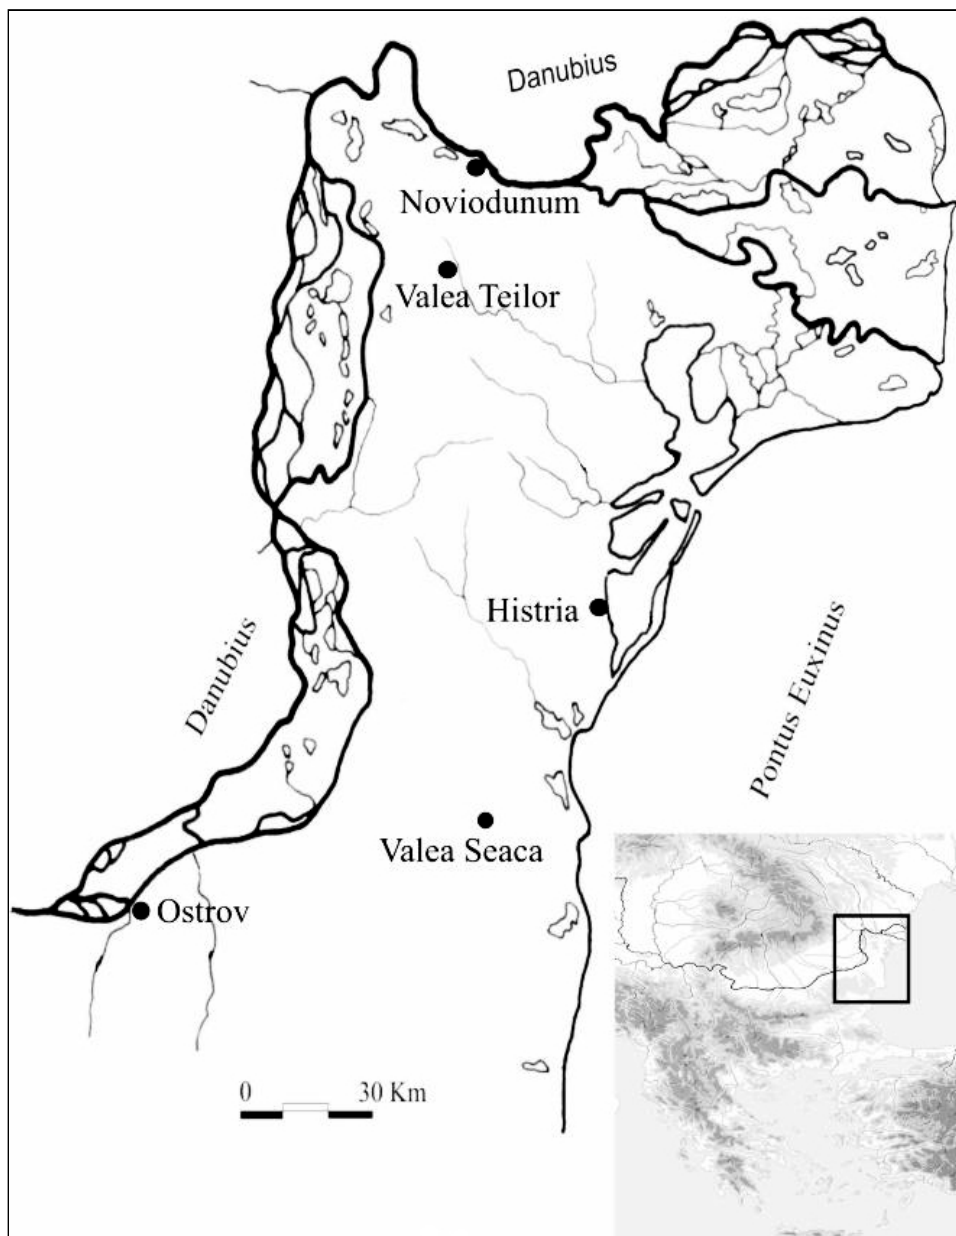 Danubius
Noviodunum
Valea Teilor
Histria
Danubius
Pontus Euxinus
Valea Seaca
Ostrov
0 30 Km